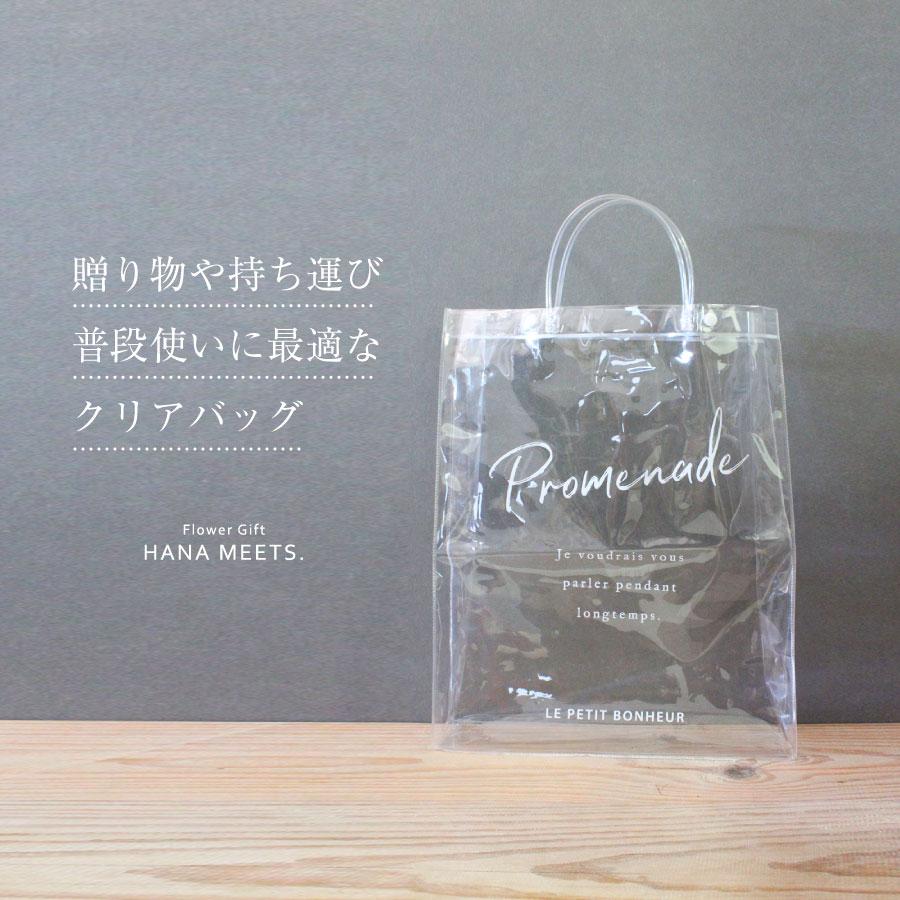 贈り物や持ち運び
普段使いに最適な
クリアバッグ
Flower Gift
HANA MEETS.
Promenade
Je voudrais vous
parler pendant
longtemps.
LE PETIT BONHEUR